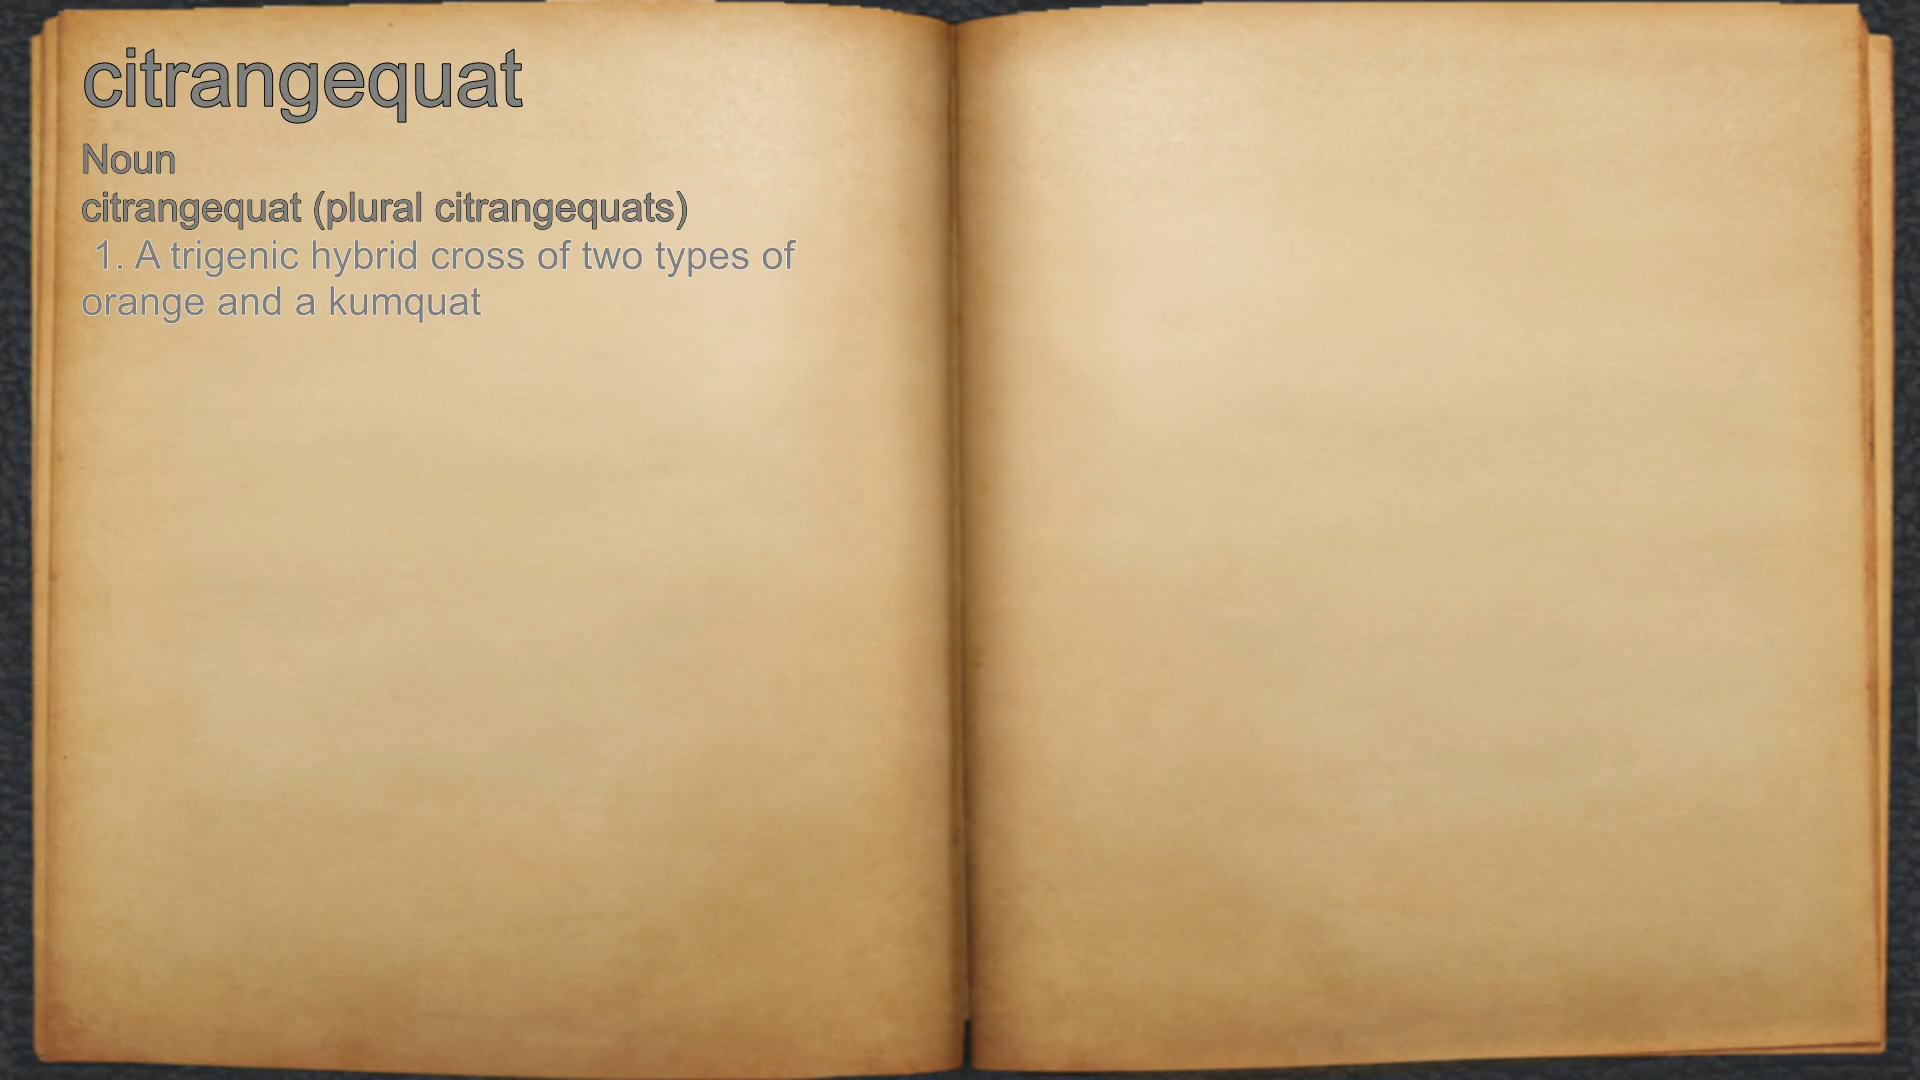 citrangequat
Noun
citrangequat (plural citrangequats)
1. A trigenic hybrid cross of two types of
orange and a kumquat